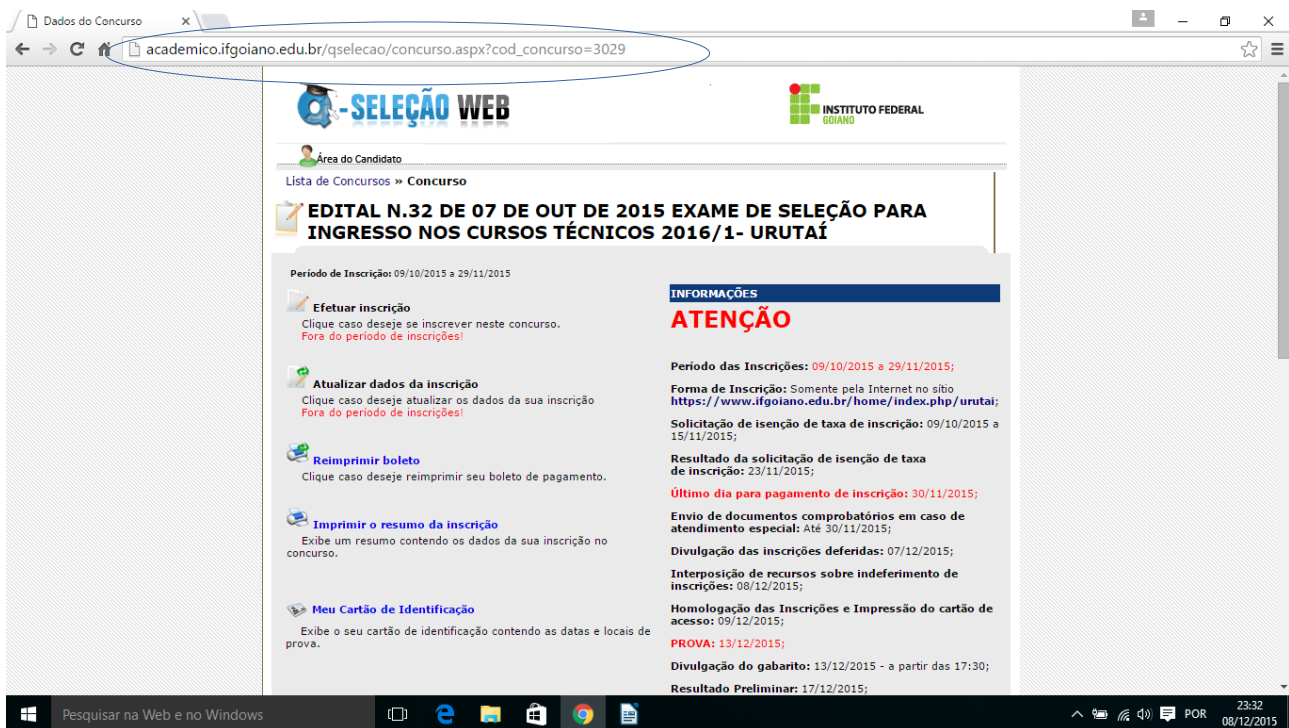 Dados do Concurso
academico.ifgoiano.edu.br/qselecao/concurso.aspx?cod_concurso=3029
Q-SELEÇÃO WEB
INSTITUTO FEDERAL
GOIANO
Área do Candidato
Lista de Concursos » Concurso
EDITAL N.32 DE 07 DE OUT DE 2015 EXAME DE SELEÇÃO PARA
INGRESSO NOS CURSOS TÉCNICOS 2016/1- URUTAÍ
Período de Inscrição: 09/10/2015 a 29/11/2015
Efetuar inscrição
Clique caso deseje se inscrever neste concurso.
Fora do período de inscrições!
Atualizar dados da inscrição
Clique caso deseje atualizar os dados da sua inscrição
Fora do período de inscrições!
Reimprimir boleto
Clique caso deseje reimprimir seu boleto de pagamento.
Imprimir o resumo da inscrição
Exibe um resumo contendo os dados da sua inscrição no
concurso.
Meu Cartão de Identificação
Exibe o seu cartão de identificação contendo as datas e locais de
prova.
INFORMAÇÕES
ATENÇÃO
Período das Inscrições: 09/10/2015 a 29/11/2015;
Forma de Inscrição: Somente pela Internet no sítio
https://www.ifgoiano.edu.br/home/index.php/urutai;
Solicitação de isenção de taxa de inscrição: 09/10/2015 a
15/11/2015;
Resultado da solicitação de isenção de taxa
de inscrição: 23/11/2015;
Último dia para pagamento de inscrição: 30/11/2015;
Envio de documentos comprobatórios em caso de
atendimento especial: Até 30/11/2015;
Divulgação das inscrições deferidas: 07/12/2015;
Interposição de recursos sobre indeferimento de
inscrições: 08/12/2015;
Homologação das Inscrições e Impressão do cartão de
acesso: 09/12/2015;
PROVA: 13/12/2015;
Divulgação do gabarito: 13/12/2015 - a partir das 17:30;
Resultado Preliminar: 17/12/2015;
Pesquisar na Web e no Windows
POR
23:32
08/12/2015